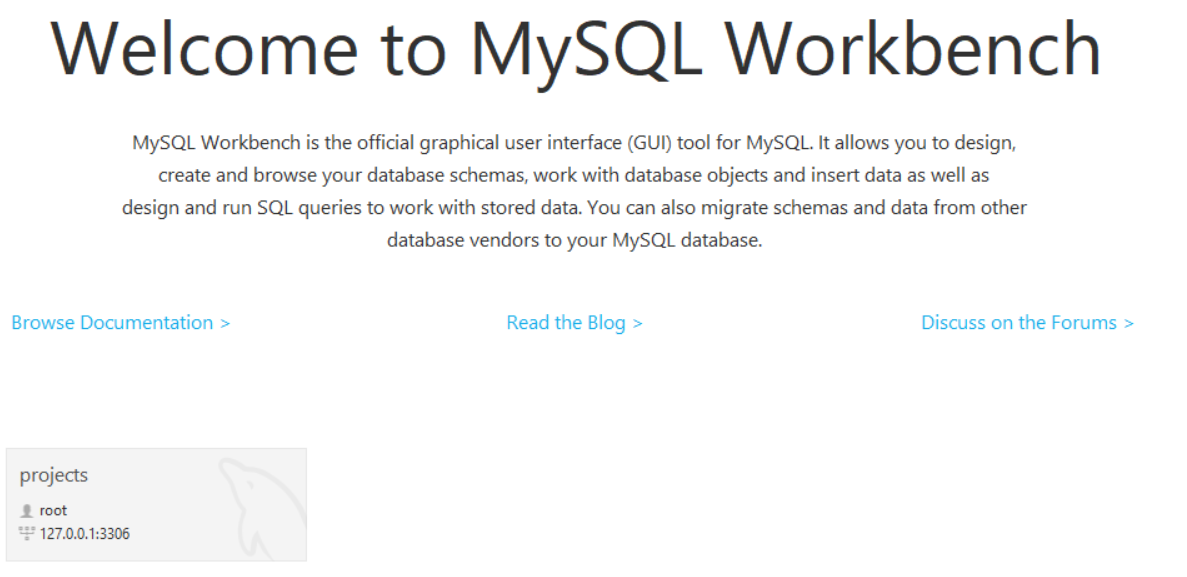 Welcome to MySQL Workbench
MySQL Workbench is the official graphical user interface (GUI) tool for MySQL. It allows you to design,
create and browse your database schemas, work with database objects and insert data as well as
design and run SQL queries to work with stored data. You can also migrate schemas and data from other
database vendors to your MySQL database.
Browse Documentation >
Read the Blog >
Discuss on the Forums >
projects
root
127.0.0.1:3306